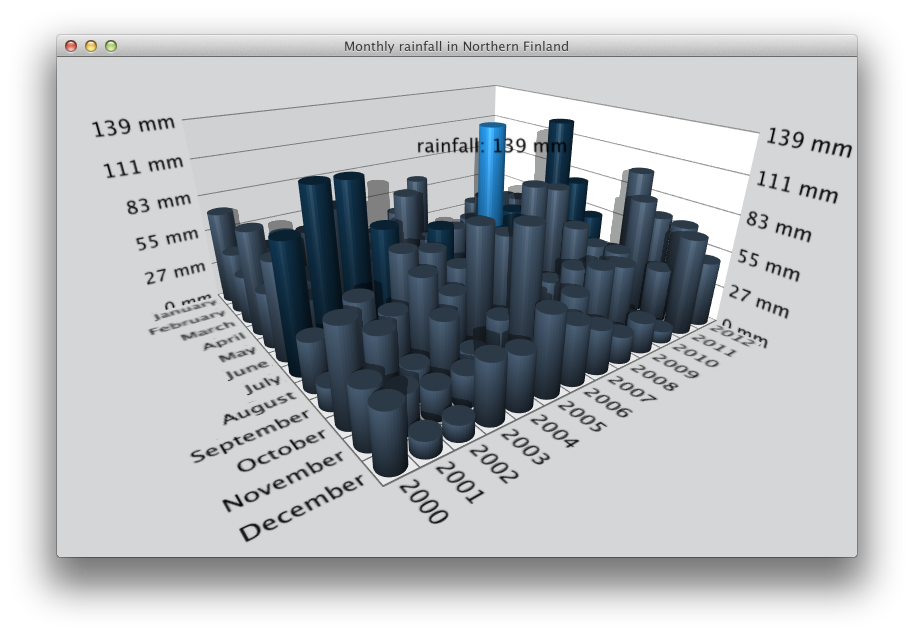 Monthly rainfall in Northern Finland
139 mm
111 mm
83 mm
55 mm
27 mm
0 mm
rainfall: 139 mm
139 mm
111 mm
83 mm
55 mm
27 mm
0 mm
January
February
March
April
May
June
July
August
September
October
November
December
2000
2001
2002
2003
2004
2005
2006
2007
2008
2009
2010
2011
2012